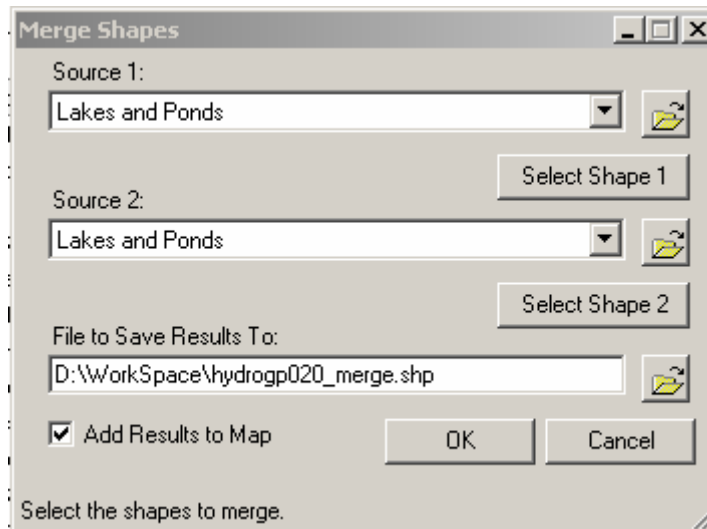 Merge Shapes
Source 1:
Lakes and Ponds
Select Shape 1
Source 2:
Lakes and Ponds
Select Shape 2
File to Save Results To:
D:\WorkSpace\hydrogp020_merge.shp
Add Results to Map
OK
Cancel
Select the shapes to merge.